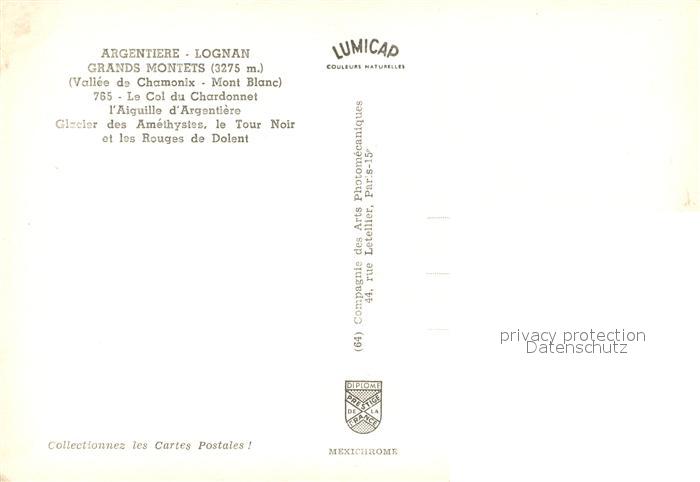 ARGENTIERE - LOGNAN
GRANDS MONTETS (3275 m.)
(Vallée de Chamonix - Mont Blanc)
765 - Le Col du Chardonnet
l'Aiguille d'Argentière
Glacier des Améthystes, le Tour Noir
et les Rouges de Dolent
LUMICAP
COULEURS NATURELLES
(64) Compagnie des Arts Photomécaniques
44, rue Letellier, Paris-15e
privacy protection
Datenschutz
DIPLOME
PRESTIGE
DE LA
FRANCE
Collectionnez les Cartes Postales !
MEXICHROME